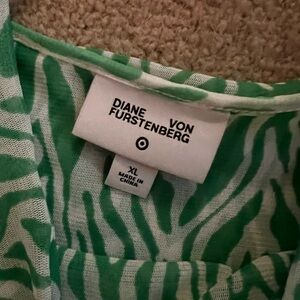 DIANE VON
FURSTENBERG
XL
MADE IN
CHINA